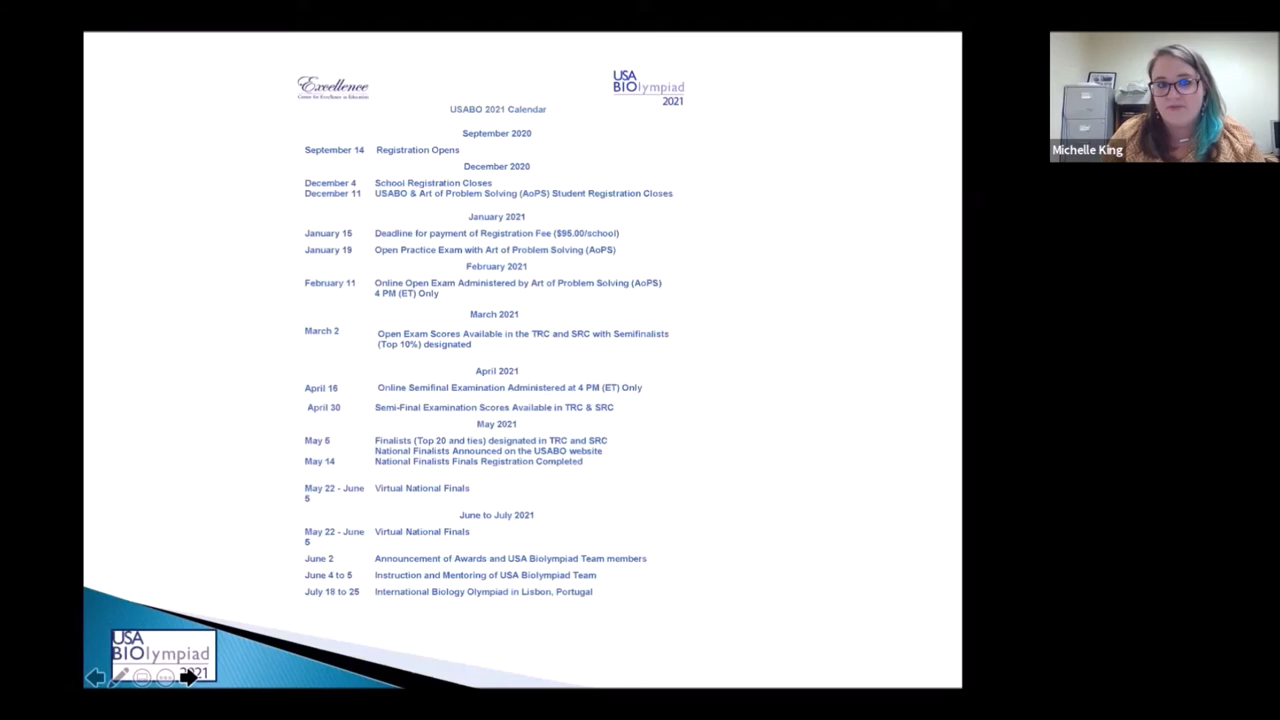 Excellence
Center for Excellence in Education
USA
BIOlympiad
2021
USABO 2021 Calendar
September 2020
September 14 Registration Opens
December 2020
December 4 School Registration Closes
December 11 USABO & Art of Problem Solving (AoPS) Student Registration Closes
January 2021
January 15 Deadline for payment of Registration Fee ($95.00/school)
January 19 Open Practice Exam with Art of Problem Solving (AoPS)
February 2021
February 11 Online Open Exam Administered by Art of Problem Solving (AoPS)
4 PM (ET) Only
March 2021
March 2 Open Exam Scores Available in the TRC and SRC with Semifinalists
(Top 10%) designated
April 2021
April 16 Online Semifinal Examination Administered at 4 PM (ET) Only
April 30 Semi-Final Examination Scores Available in TRC & SRC
May 2021
May 5 Finalists (Top 20 and ties) designated in TRC and SRC
National Finalists Announced on the USABO website
May 14 National Finalists Finals Registration Completed
May 22 - June Virtual National Finals
5
June to July 2021
May 22 - June Virtual National Finals
5
June 2 Announcement of Awards and USA Biolympiad Team members
June 4 to 5 Instruction and Mentoring of USA Biolympiad Team
July 18 to 25 International Biology Olympiad in Lisbon, Portugal
USA
BIOlympiad
2021
Michelle King